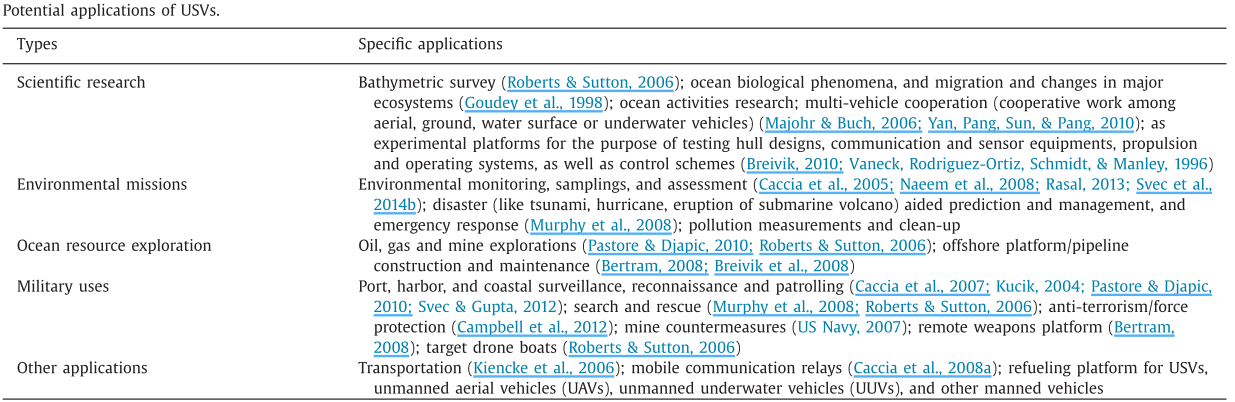 Potential applications of USVs.
Types Specific applications
Scientific research Bathymetric survey (Roberts & Sutton, 2006); ocean biological phenomena, and migration and changes in major
ecosystems (Goudey et al., 1998); ocean activities research; multi-vehicle cooperation (cooperative work among
aerial, ground, water surface or underwater vehicles) (Majohr & Buch, 2006; Yan, Pang, Sun, & Pang, 2010); as
experimental platforms for the purpose of testing hull designs, communication and sensor equipments, propulsion
and operating systems, as well as control schemes (Breivik, 2010; Vaneck, Rodriguez-Ortiz, Schmidt, & Manley, 1996)
Environmental missions Environmental monitoring, samplings, and assessment (Caccia et al., 2005; Naeem et al., 2008; Rasal, 2013; Svec et al.,
2014b); disaster (like tsunami, hurricane, eruption of submarine volcano) aided prediction and management, and
emergency response (Murphy et al., 2008); pollution measurements and clean-up
Ocean resource exploration Oil, gas and mine explorations (Pastore & Djapic, 2010; Roberts & Sutton, 2006); offshore platform/pipeline
construction and maintenance (Bertram, 2008; Breivik et al., 2008)
Military uses Port, harbor, and coastal surveillance, reconnaissance and patrolling (Caccia et al., 2007; Kucik, 2004; Pastore & Djapic,
2010; Svec & Gupta, 2012); search and rescue (Murphy et al., 2008; Roberts & Sutton, 2006); anti-terrorism/force
protection (Campbell et al., 2012); mine countermeasures (US Navy, 2007); remote weapons platform (Bertram,
2008); target drone boats (Roberts & Sutton, 2006)
Other applications Transportation (Kiencke et al., 2006); mobile communication relays (Caccia et al., 2008a); refueling platform for USVs,
unmanned aerial vehicles (UAVs), unmanned underwater vehicles (UUVs), and other manned vehicles